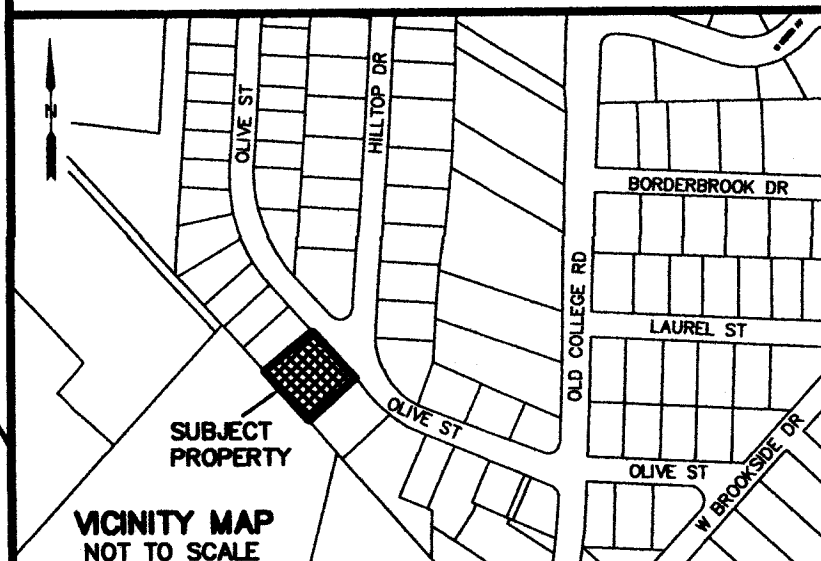 N
OLIVE ST
HILLTOP DR
BORDERBROOK DR
OLD COLLEGE RD
LAUREL ST
OLIVE ST
OLIVE ST
W BROOKSIDE DR
SUBJECT
PROPERTY
VICINITY MAP
NOT TO SCALE